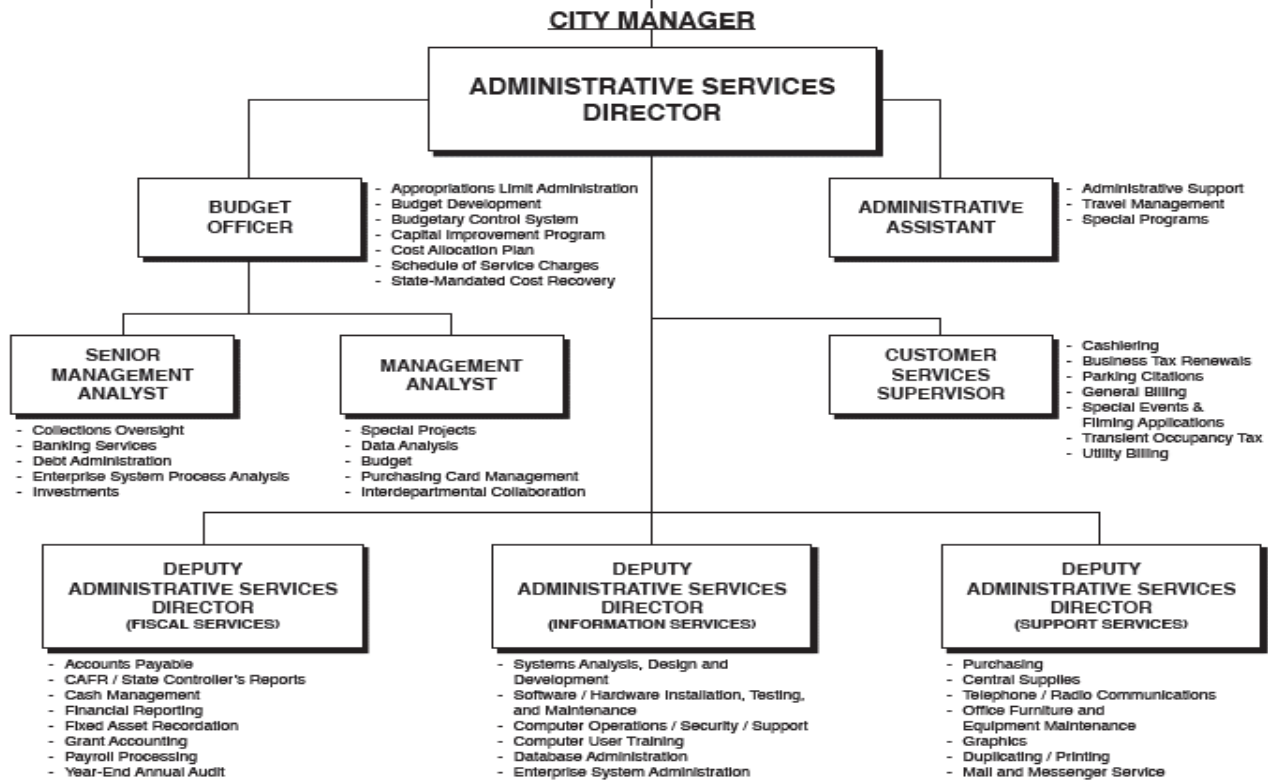 CITY MANAGER
ADMINISTRATIVE SERVICES
DIRECTOR
BUDGET
OFFICER
- Appropriations Limit Administration
- Budget Development
- Budgetary Control System
- Capital Improvement Program
- Cost Allocation Plan
- Schedule of Service Charges
- State-Mandated Cost Recovery
ADMINISTRATIVE
ASSISTANT
- Administrative Support
- Travel Management
- Special Programs
SENIOR
MANAGEMENT
ANALYST
- Collections Oversight
- Banking Services
- Debt Administration
- Enterprise System Process Analysis
- Investments
MANAGEMENT
ANALYST
- Special Projects
- Data Analysis
- Budget
- Purchasing Card Management
- Interdepartmental Collaboration
CUSTOMER
SERVICES
SUPERVISOR
- Cashiering
- Business Tax Renewals
- Parking Citations
- General Billing
- Special Events &
Filming Applications
- Transient Occupancy Tax
- Utility Billing
DEPUTY
ADMINISTRATIVE SERVICES
DIRECTOR
(FISCAL SERVICES)
- Accounts Payable
- CAFR / State Controller's Reports
- Cash Management
- Financial Reporting
- Fixed Asset Recordation
- Grant Accounting
- Payroll Processing
- Year-End Annual Audit
DEPUTY
ADMINISTRATIVE SERVICES
DIRECTOR
(INFORMATION SERVICES)
- Systems Analysis, Design and
Development
- Software / Hardware Installation, Testing,
and Maintenance
- Computer Operations / Security / Support
- Computer User Training
- Database Administration
- Enterprise System Administration
DEPUTY
ADMINISTRATIVE SERVICES
DIRECTOR
(SUPPORT SERVICES)
- Purchasing
- Central Supplies
- Telephone / Radio Communications
- Office Furniture and
Equipment Maintenance
- Graphics
- Duplicating / Printing
- Mail and Messenger Service